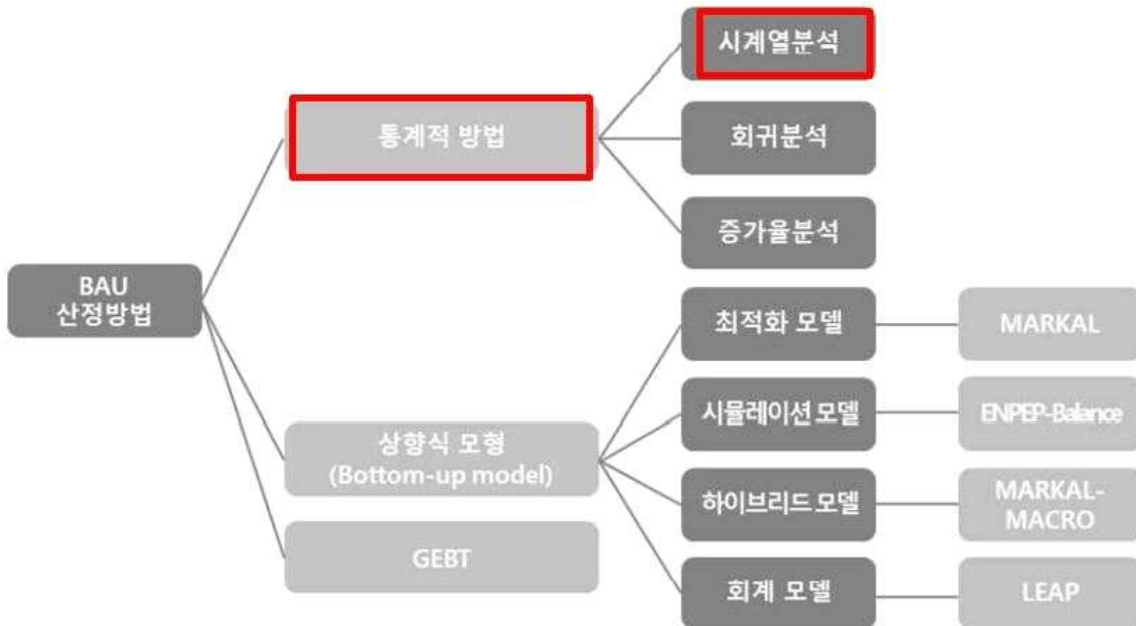 BAU
산정방법
통계적 방법
시계열분석
회귀분석
증가율분석
상향식 모형
(Bottom-up model)
최적화 모델
MARKAL
시뮬레이션 모델
ENPEP-Balance
하이브리드 모델
MARKAL-
MACRO
회계 모델
LEAP
GEBT